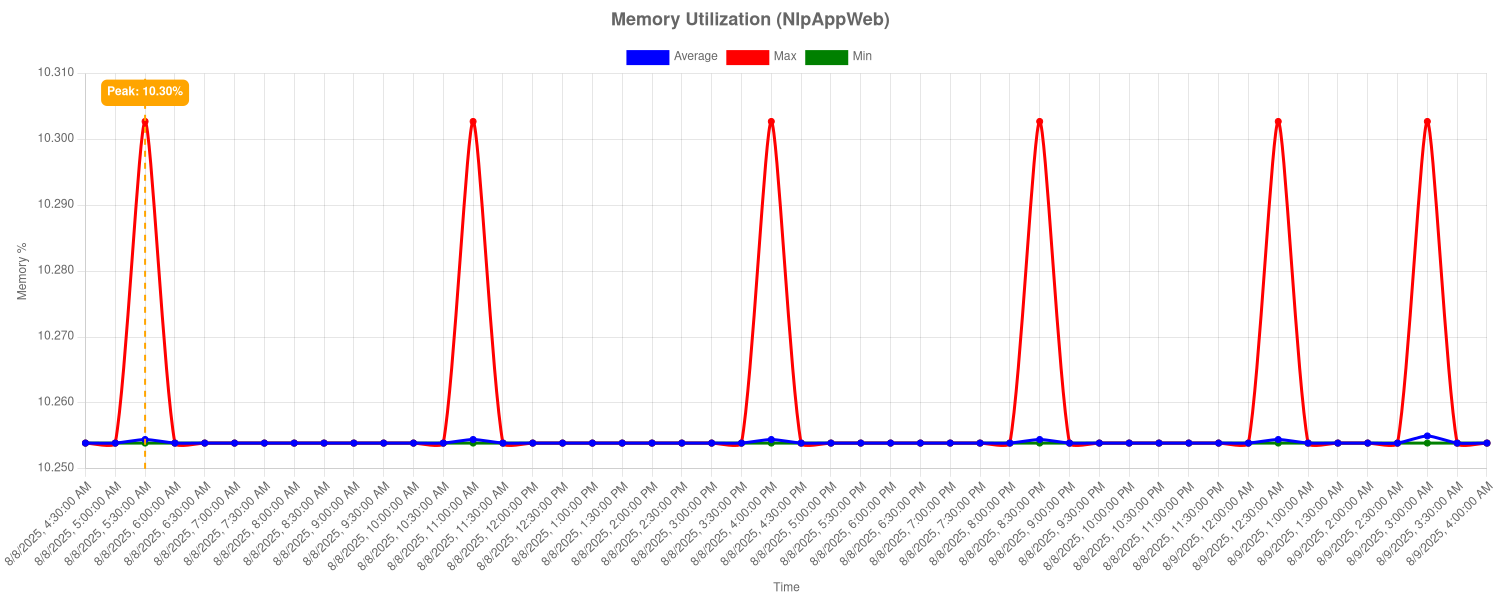 Memory Utilization (NlpAppWeb)
Average Max Min
10.310
Peak: 10.30%
10.300
10.290
10.280
Memory %
10.270
10.260
10.250
8/8/2025, 4:30:00 AM
8/8/2025, 5:00:00 AM
8/8/2025, 5:30:00 AM
8/8/2025, 6:00:00 AM
8/8/2025, 6:30:00 AM
8/8/2025, 7:00:00 AM
8/8/2025, 7:30:00 AM
8/8/2025, 8:00:00 AM
8/8/2025, 8:30:00 AM
8/8/2025, 9:00:00 AM
8/8/2025, 9:30:00 AM
8/8/2025, 10:00:00 AM
8/8/2025, 10:30:00 AM
8/8/2025, 11:00:00 AM
8/8/2025, 11:30:00 AM
8/8/2025, 12:00:00 PM
8/8/2025, 12:30:00 PM
8/8/2025, 1:00:00 PM
8/8/2025, 1:30:00 PM
8/8/2025, 2:00:00 PM
8/8/2025, 2:30:00 PM
8/8/2025, 3:00:00 PM
8/8/2025, 3:30:00 PM
8/8/2025, 4:00:00 PM
8/8/2025, 4:30:00 PM
8/8/2025, 5:00:00 PM
8/8/2025, 5:30:00 PM
8/8/2025, 6:00:00 PM
8/8/2025, 6:30:00 PM
8/8/2025, 7:00:00 PM
8/8/2025, 7:30:00 PM
8/8/2025, 8:00:00 PM
8/8/2025, 8:30:00 PM
8/8/2025, 9:00:00 PM
8/8/2025, 9:30:00 PM
8/8/2025, 10:00:00 PM
8/8/2025, 10:30:00 PM
8/8/2025, 11:00:00 PM
8/8/2025, 11:30:00 PM
8/9/2025, 12:00:00 AM
8/9/2025, 12:30:00 AM
8/9/2025, 1:00:00 AM
8/9/2025, 1:30:00 AM
8/9/2025, 2:00:00 AM
8/9/2025, 2:30:00 AM
8/9/2025, 3:00:00 AM
8/9/2025, 3:30:00 AM
8/9/2025, 4:00:00 AM
Time